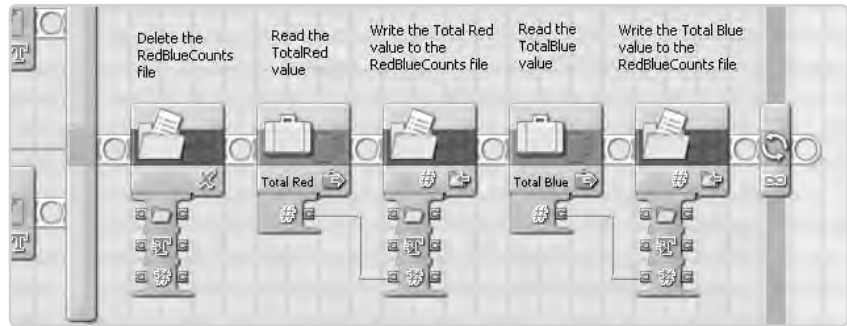 Delete the
RedBlueCounts
file
Read the
TotalRed
value
Write the Total Red
value to the
RedBlueCounts file
Read the
TotalBlue
value
Write the Total Blue
value to the
RedBlueCounts file
T
T
Total Red
#
Total Blue
#
#
T
#
#
T
#
#
T
#